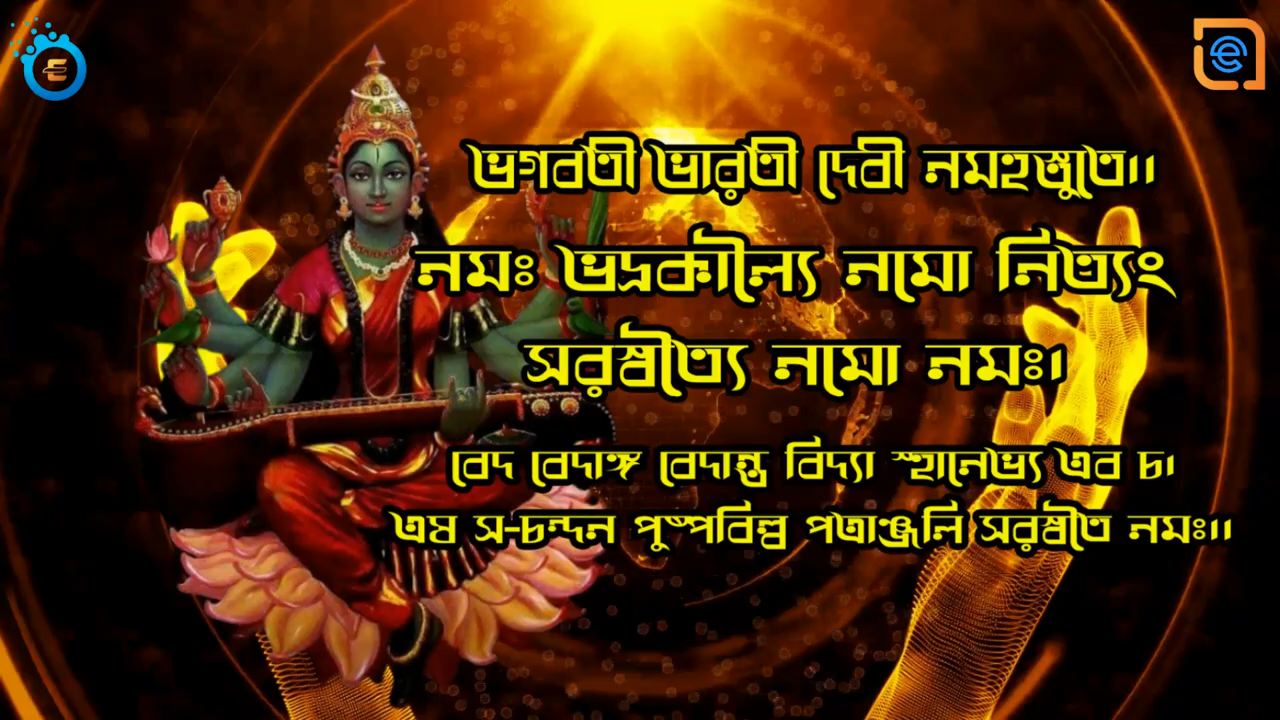 ভগবতী ভারতী দেবী নমহস্তুতে।।
নমঃ ভদ্রকাল্যৈ নমো নিত্যং
সরস্বত্যৈ নমো নমঃ।
বেদ বেদাঙ্গ বেদান্ত বিদ্যা স্থানেভ্য এব চ।
এষ স-চন্দন পুষ্পবিল্ব পত্রাঞ্জলি সরস্বতৈ নমঃ।।